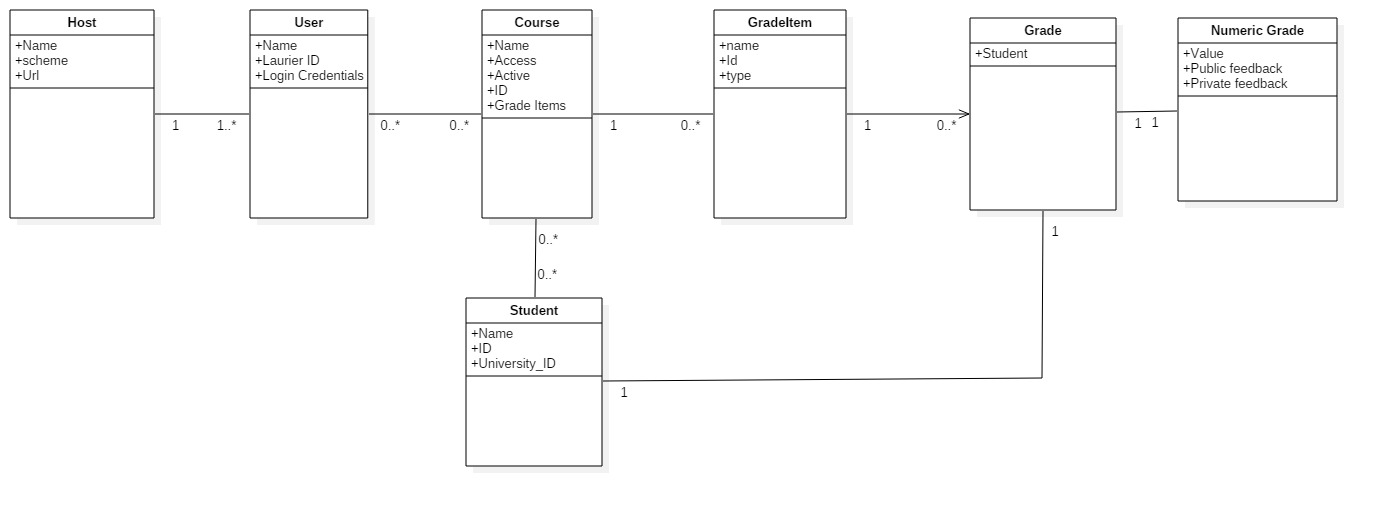 Host
+Name
+scheme
+Url
User
+Name
+Laurier ID
+Login Credentials
Course
+Name
+Access
+Active
+ID
+Grade Items
GradeItem
+name
+Id
+type
Grade
+Student
Numeric Grade
+Value
+Public feedback
+Private feedback
1
1..*
0..*
0..*
1
0..*
1
0..*
1
1
0..*
0..*
1
Student
+Name
+ID
+University_ID
1